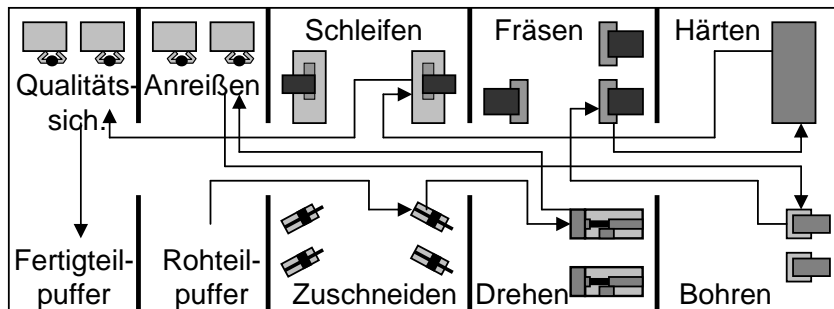 Schleifen
Fräsen
Härten
Qualitäts-
sich.
Anreißen
Fertigteil-
puffer
Rohteil-
puffer
Zuschneiden
Drehen
Bohren